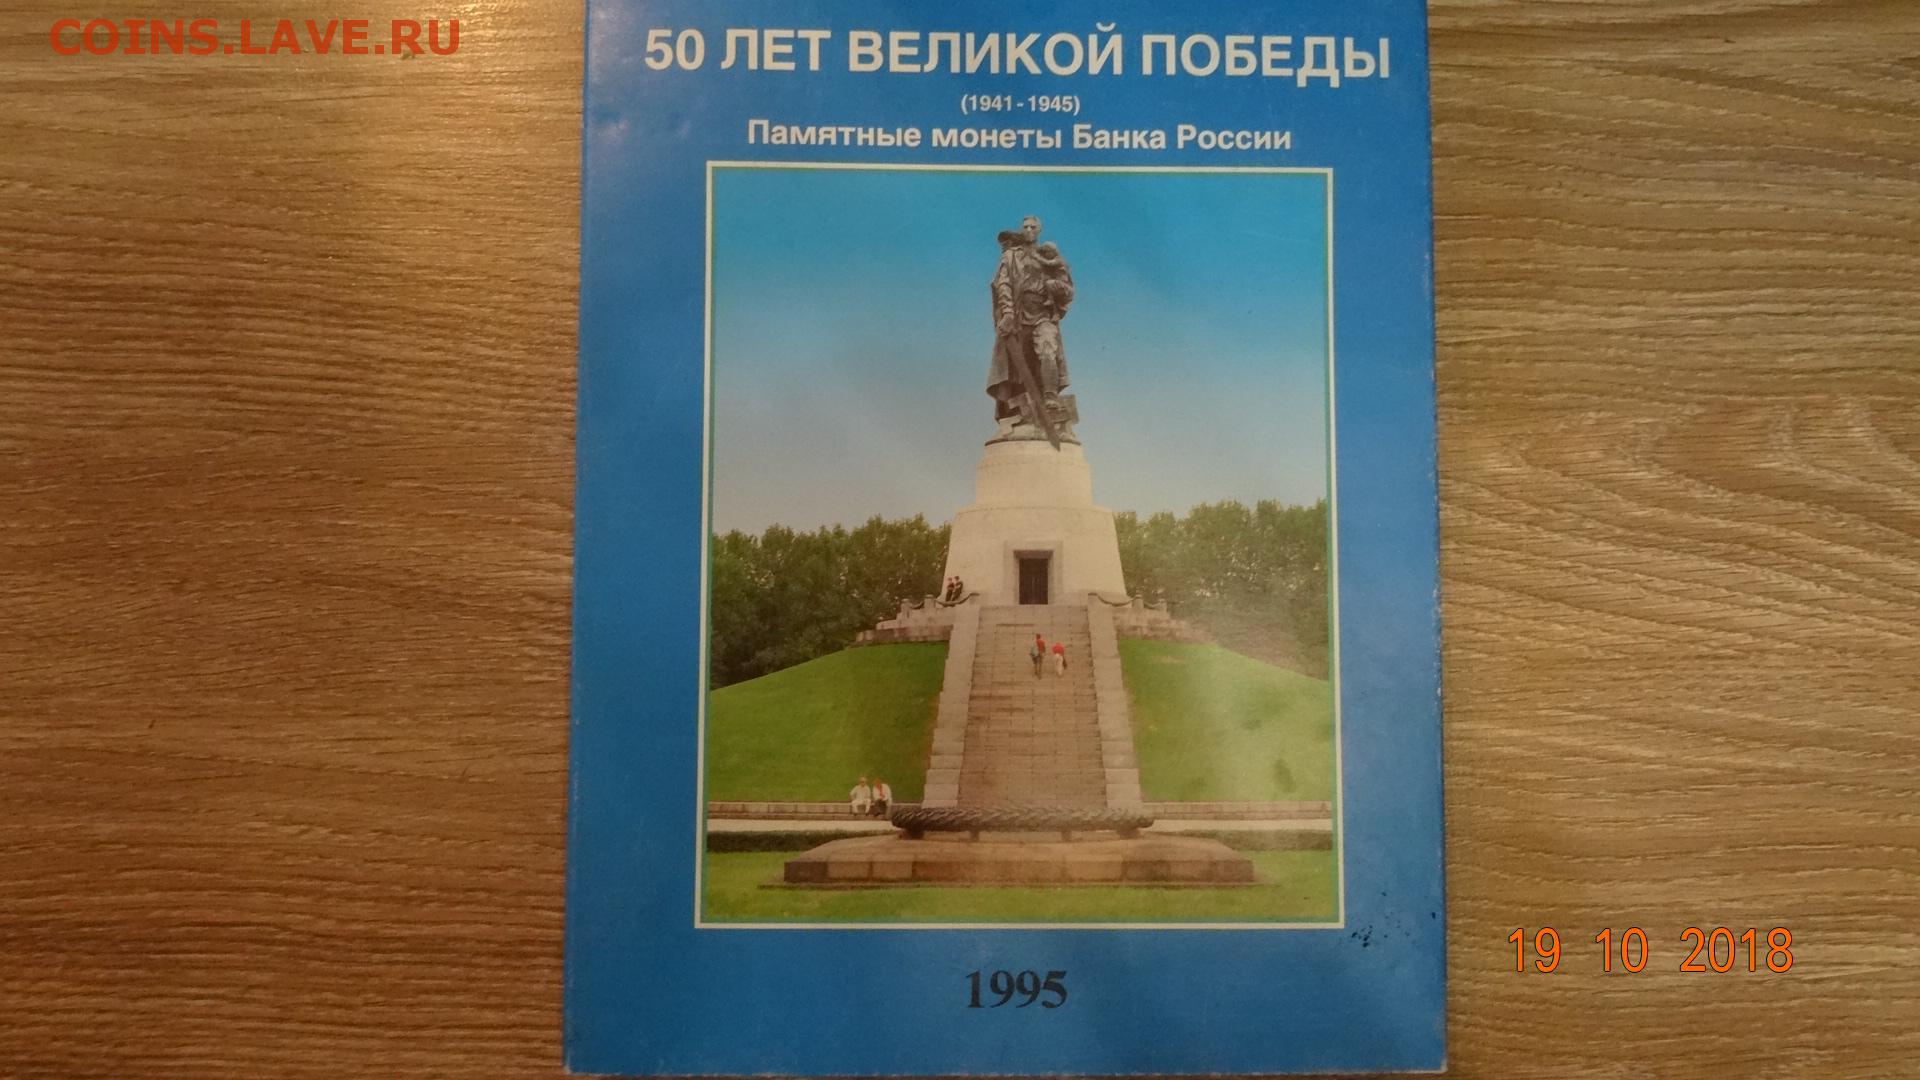 COINS.LAVE.RU
50 ЛЕТ ВЕЛИКОЙ ПОБЕДЫ
(1941-1945)
Памятные монеты Банка России
1995
19 10 2018